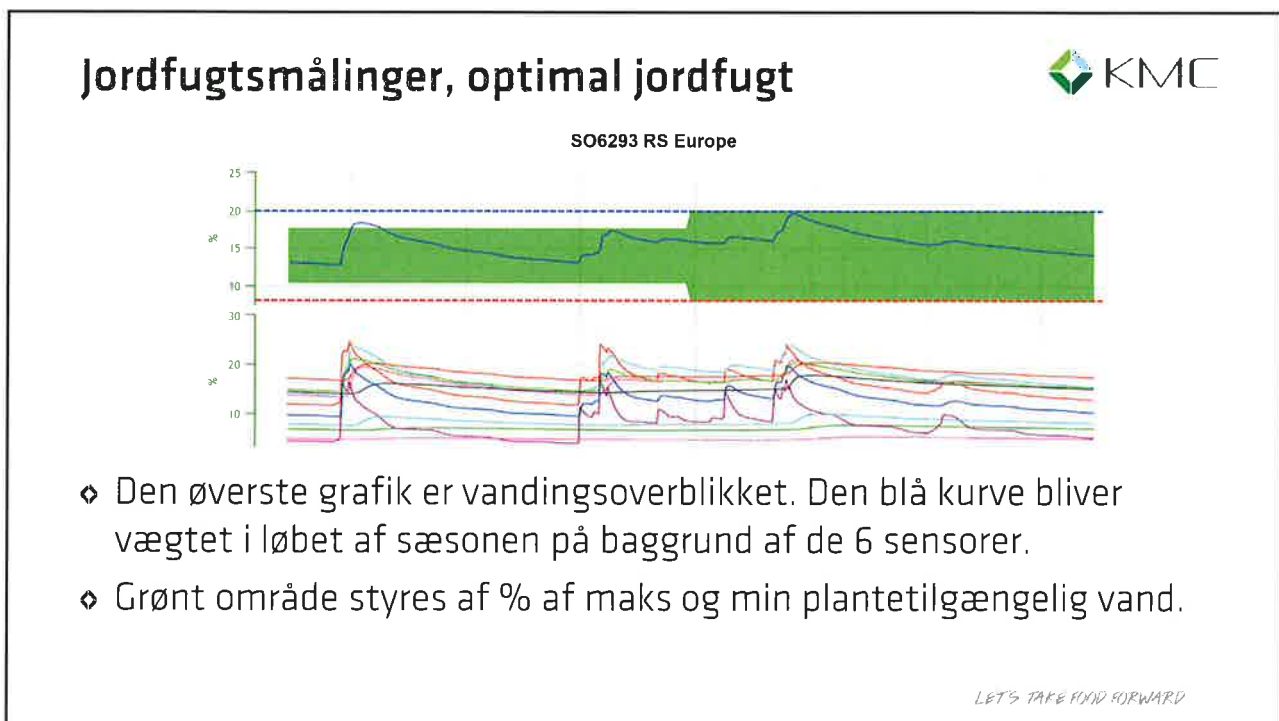 Jordfugtsmålinger, optimal jordfugt
KMC
SO6293 RS Europe
25
20
%
15
10
30
20
%
10
Den øverste grafik er vandingsoverblikket. Den blå kurve bliver
vægtet i løbet af sæsonen på baggrund af de 6 sensorer.
Grønt område styres af % af maks og min plantetilgængelig vand.
LET'S TAKE FOOD FORWARD